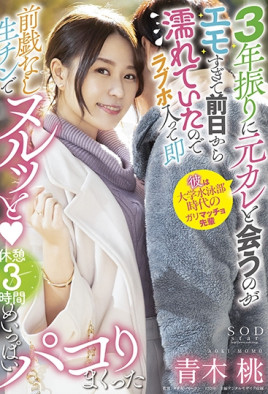 3年振りに元カレと会うのが
エモすぎて前日から
濡れていたので
ラブホ入って即
前戯なし
生チンで
ヌルッと♥
彼は
大学水泳部
時代の
ガリマッチョ
先輩
休憩
3
時間
めいっぱい
パコり
まくった
SOD
star
AOKI MOMO
青木 桃